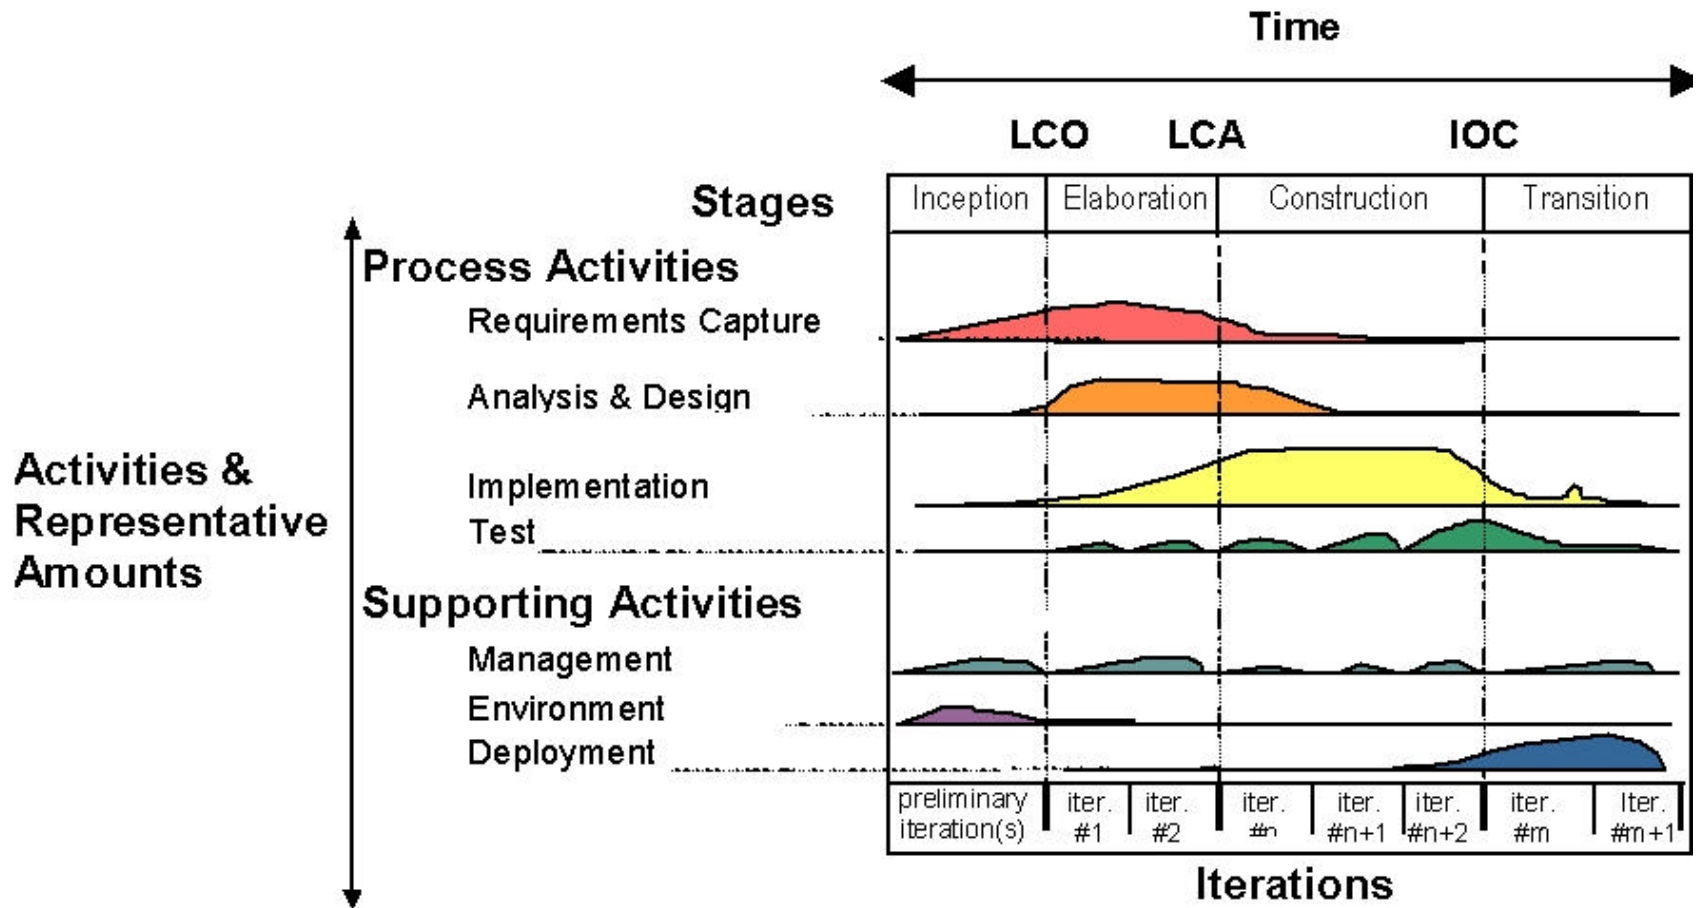 Time
LCO LCA IOC
Stages Inception Elaboration Construction Transition
Process Activities
Requirements Capture
Analysis & Design
Activities &
Representative
Amounts
Implementation
Test
Supporting Activities
Management
Environment
Deployment
preliminary iter. iter. iter. iter. iter. iter. Iter.
iteration(s) #1 #2 #n #n+1 #n+2 #m #m+1
Iterations